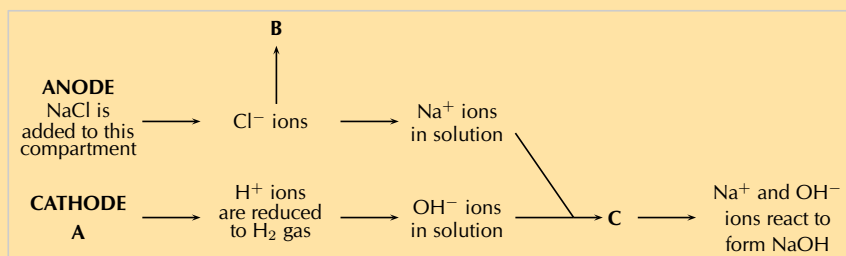 B
ANODE
NaCl is
added to this
compartment
Cl⁻ ions
Na⁺ ions
in solution
CATHODE
A
H⁺ ions
are reduced
to H₂ gas
OH⁻ ions
in solution
C
Na⁺ and OH⁻
ions react to
form NaOH